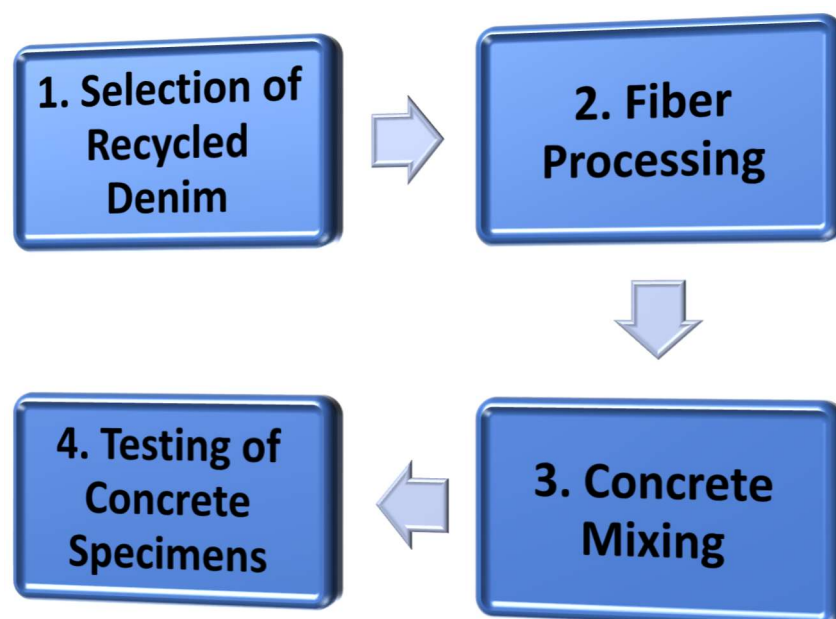 1. Selection of
Recycled
Denim
2. Fiber
Processing
3. Concrete
Mixing
4. Testing of
Concrete
Specimens